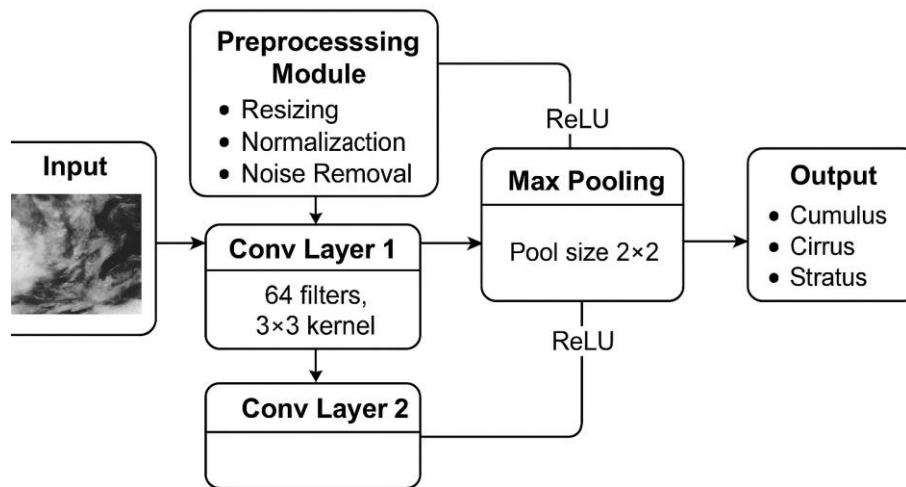 Preprocesssing
Module
• Resizing
• Normalizaction
• Noise Removal
ReLU
Input
Conv Layer 1
64 filters,
3×3 kernel
Max Pooling
Pool size 2×2
Output
• Cumulus
• Cirrus
• Stratus
ReLU
Conv Layer 2